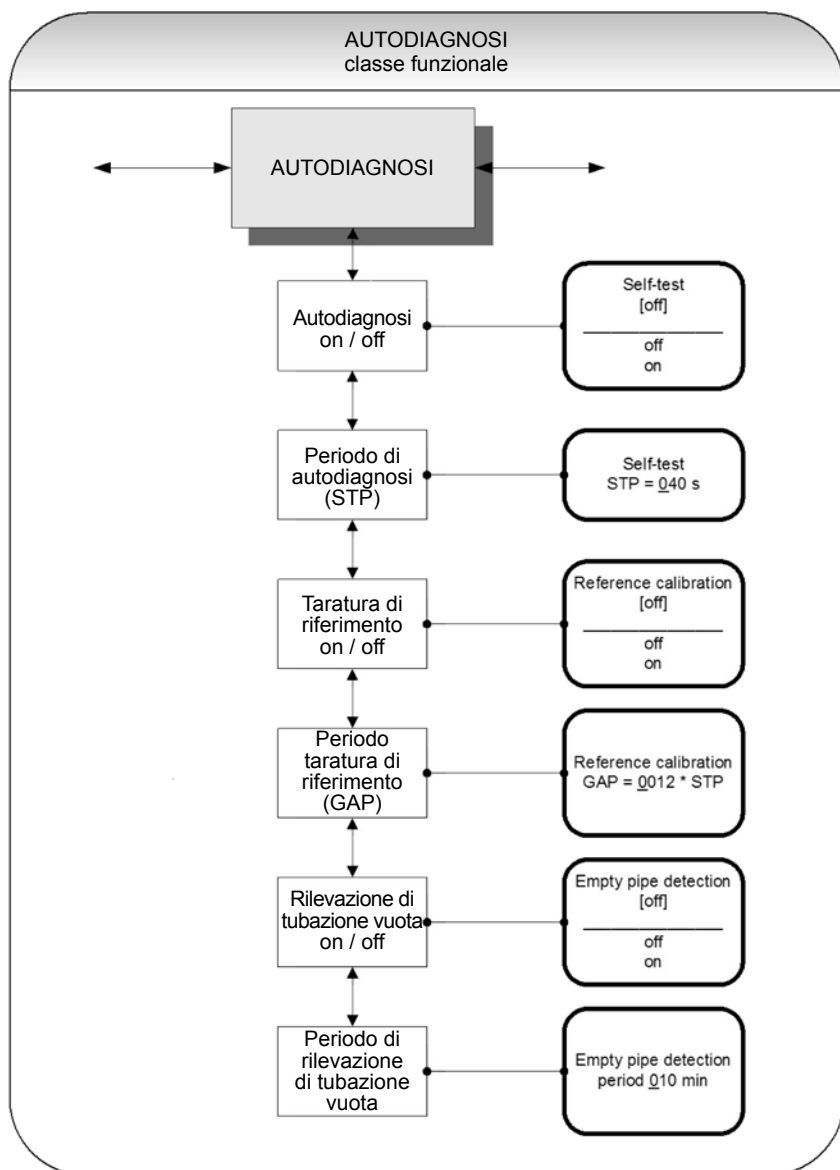 AUTODIAGNOSI
classe funzionale
AUTODIAGNOSI
Autodiagnosi
on / off
Self-test
[off]
off
on
Periodo di
autodiagnosi
(STP)
Self-test
STP = 040 s
Taratura di
riferimento
on / off
Reference calibration
[off]
off
on
Periodo
taratura di
riferimento
(GAP)
Reference calibration
GAP = 0012 * STP
Rilevazione di
tubazione vuota
on / off
Empty pipe detection
[off]
off
on
Periodo di
rilevazione
di tubazione
vuota
Empty pipe detection
period 010 min